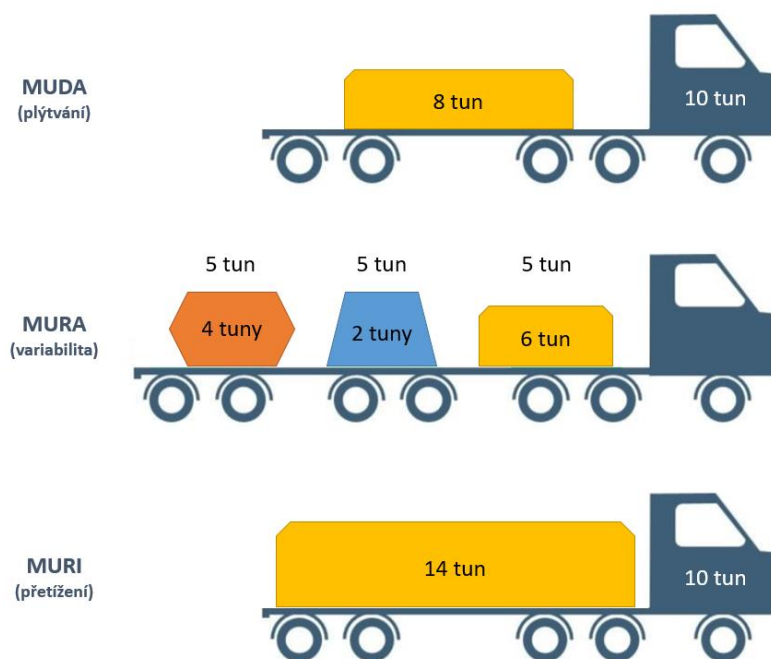 MUDA
(plýtvání)
8 tun
10 tun
MURA
(variabilita)
5 tun
5 tun
5 tun
4 tuny
2 tuny
6 tun
MURI
(přetížení)
14 tun
10 tun